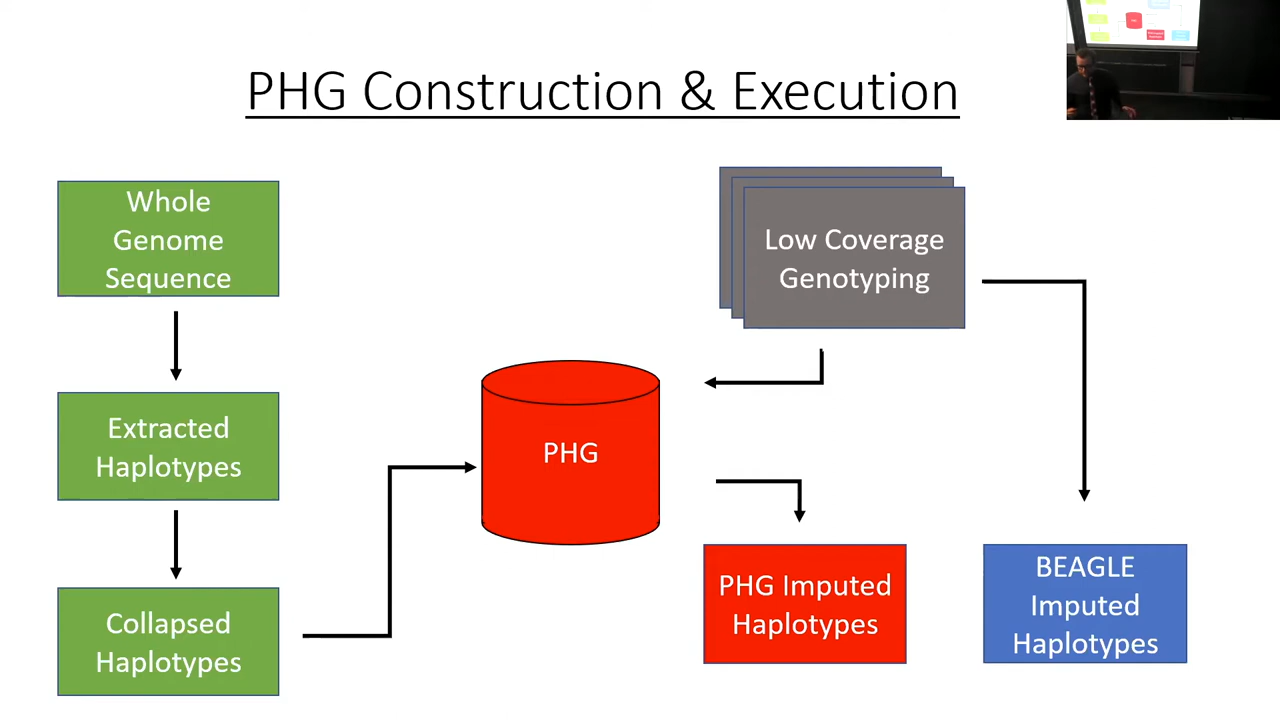 PHG Construction & Execution
Whole
Genome
Sequence
Extracted
Haplotypes
Collapsed
Haplotypes
PHG
Low Coverage
Genotyping
PHG Imputed
Haplotypes
BEAGLE
Imputed
Haplotypes